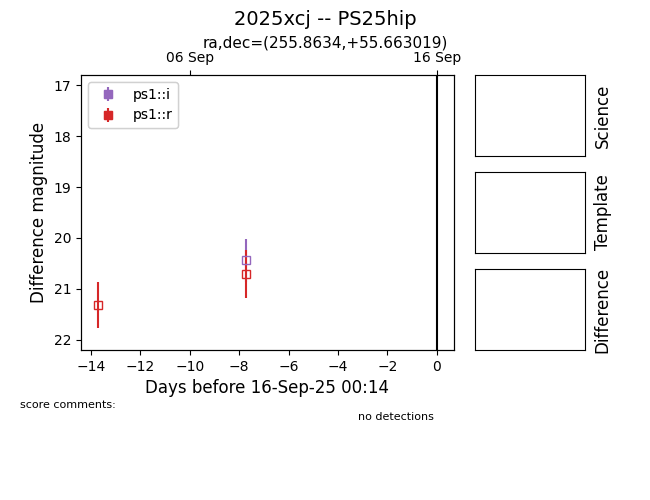 2025xcj -- PS25hip
ra,dec=(255.8634,+55.663019)
06 Sep
16 Sep
17
18
19
20
21
22
Difference magnitude
ps1::i
ps1::r
−14
−12
−10
−8
−6
−4
−2
0
Days before 16-Sep-25 00:14
Science
Template
Difference
score comments:
no detections